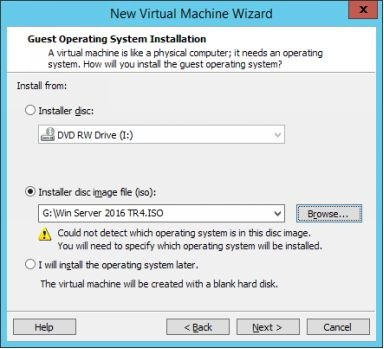 New Virtual Machine Wizard
x
Guest Operating System Installation
A virtual machine is like a physical computer; it needs an operating
system. How will you install the guest operating system?
Install from:
Installer disc:
DVD RW Drive (I:)
Installer disc image file (iso):
G:\Win Server 2016 TR4.ISO
Browse...
Could not detect which operating system is in this disc image.
You will need to specify which operating system will be installed.
I will install the operating system later.
The virtual machine will be created with a blank hard disk.
Help
< Back
Next >
Cancel